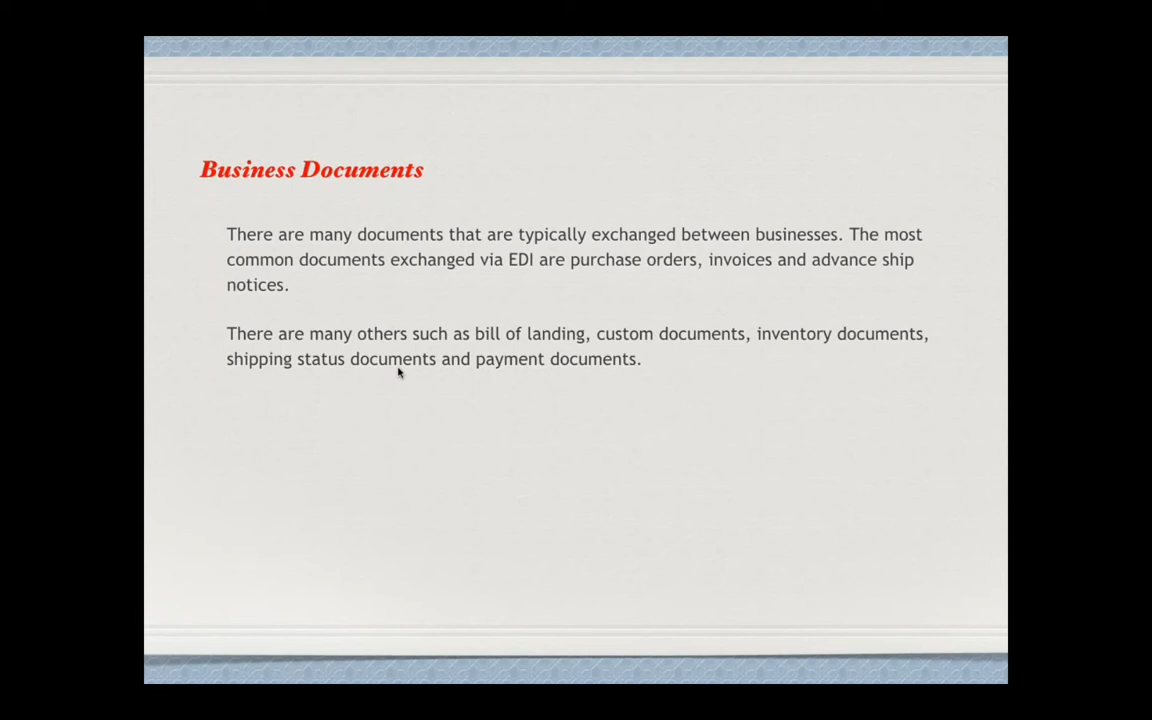 Business Documents
There are many documents that are typically exchanged between businesses. The most
common documents exchanged via EDI are purchase orders, invoices and advance ship
notices.
There are many others such as bill of landing, custom documents, inventory documents,
shipping status documents and payment documents.